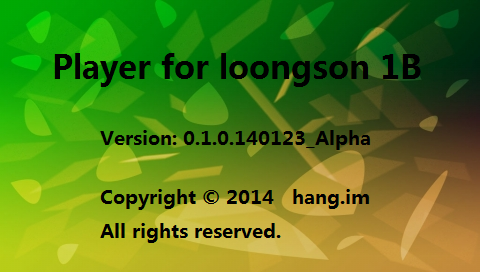 Player for loongson 1B
Version: 0.1.0.140123_Alpha
Copyright © 2014 hang.im
All rights reserved.